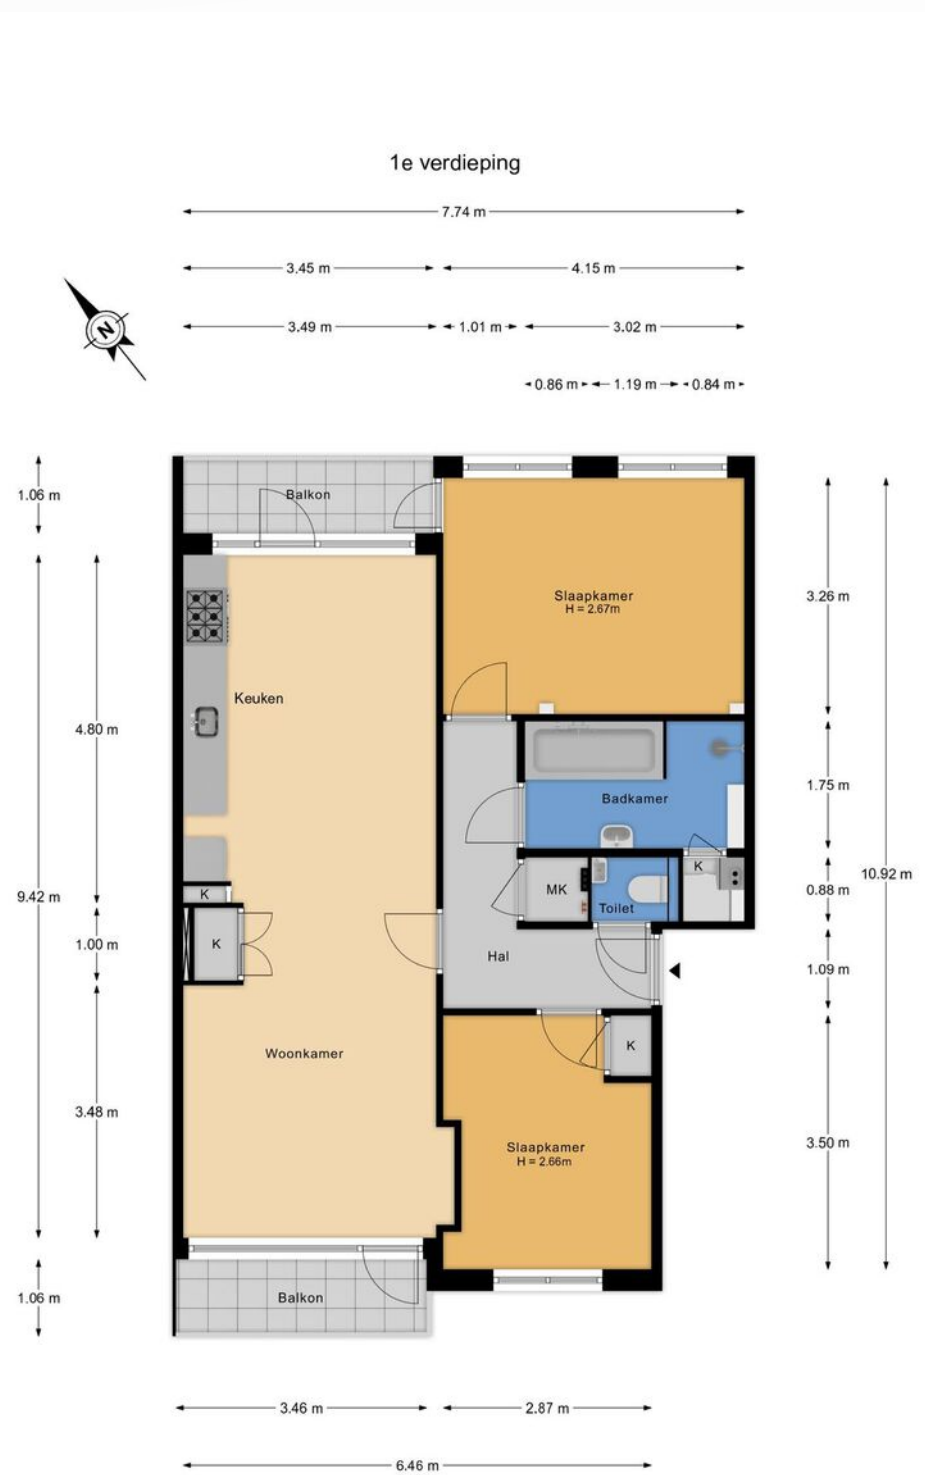 1e verdieping
7.74 m
3.45 m
4.15 m
3.49 m
1.01 m
3.02 m
0.86 m
1.19 m
0.84 m
N
1.06 m
Balkon
3.26 m
Slaapkamer
H = 2.67m
Keuken
4.80 m
1.75 m
Badkamer
K
10.92 m
0.88 m
MK
9.42 m
K
Toilet
1.00 m
K
Hal
1.09 m
Woonkamer
K
3.48 m
3.50 m
Slaapkamer
H = 2.66m
1.06 m
Balkon
3.46 m
2.87 m
6.46 m